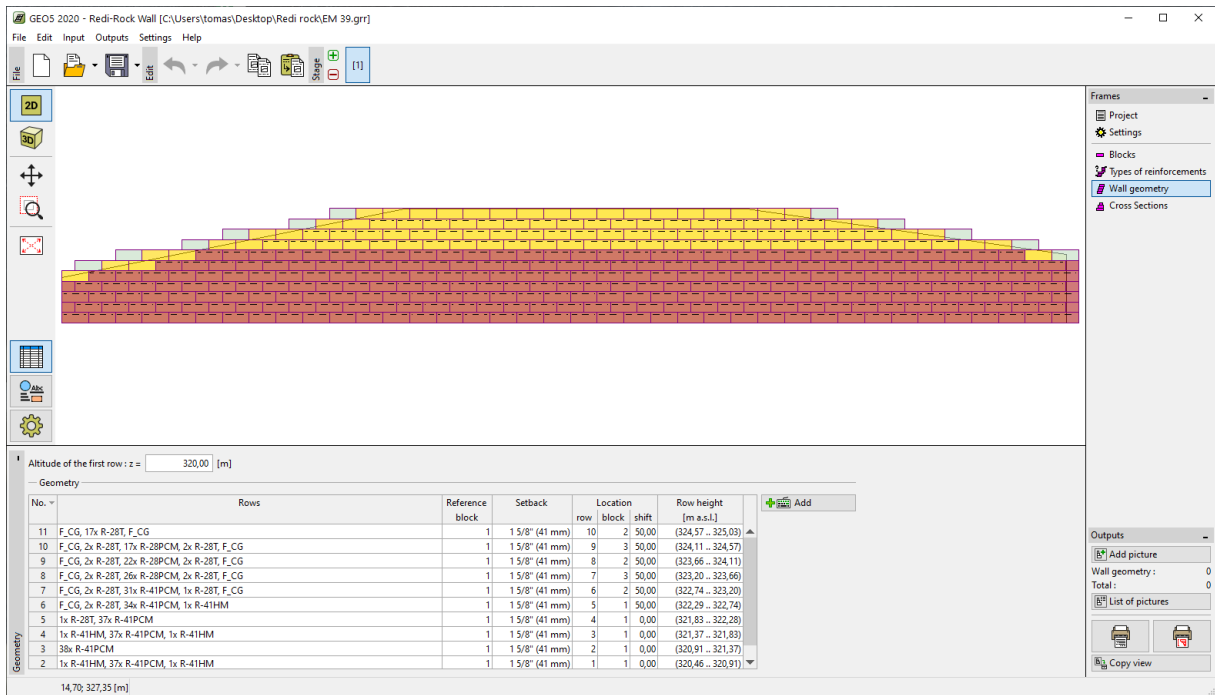 GEO5 2020 - Redi-Rock Wall [C:\Users\tomas\Desktop\Redi rock\EM 39.grr]
File Edit Input Outputs Settings Help
File
Edit
Stage
[1]
2D
3D
Abc
Frames
Project
Settings
Blocks
Types of reinforcements
Wall geometry
Cross Sections
Altitude of the first row : z = 320,00 [m]
Geometry
No. Rows Reference block Setback Location row block shift Row height [m a.s.l.]
Add
11 F_CG, 17x R-28T, F_CG 1 1 5/8" (41 mm) 10 2 50,00 (324,57 .. 325,03)
10 F_CG, 2x R-28T, 17x R-28PCM, 2x R-28T, F_CG 1 1 5/8" (41 mm) 9 3 50,00 (324,11 .. 324,57)
9 F_CG, 2x R-28T, 22x R-28PCM, 2x R-28T, F_CG 1 1 5/8" (41 mm) 8 2 50,00 (323,66 .. 324,11)
8 F_CG, 2x R-28T, 26x R-28PCM, 2x R-28T, F_CG 1 1 5/8" (41 mm) 7 3 50,00 (323,20 .. 323,66)
7 F_CG, 2x R-28T, 31x R-41PCM, 1x R-28T, F_CG 1 1 5/8" (41 mm) 6 2 50,00 (322,74 .. 323,20)
6 F_CG, 2x R-28T, 34x R-41PCM, 1x R-41HM 1 1 5/8" (41 mm) 5 1 50,00 (322,29 .. 322,74)
5 1x R-28T, 37x R-41PCM 1 1 5/8" (41 mm) 4 1 0,00 (321,83 .. 322,28)
4 1x R-41HM, 37x R-41PCM, 1x R-41HM 1 1 5/8" (41 mm) 3 1 0,00 (321,37 .. 321,83)
3 38x R-41PCM 1 1 5/8" (41 mm) 2 1 0,00 (320,91 .. 321,37)
2 1x R-41HM, 37x R-41PCM, 1x R-41HM 1 1 5/8" (41 mm) 1 1 0,00 (320,46 .. 320,91)
Geometry
Outputs
Add picture
Wall geometry : 0
Total : 0
List of pictures
Copy view
14,70; 327,35 [m]